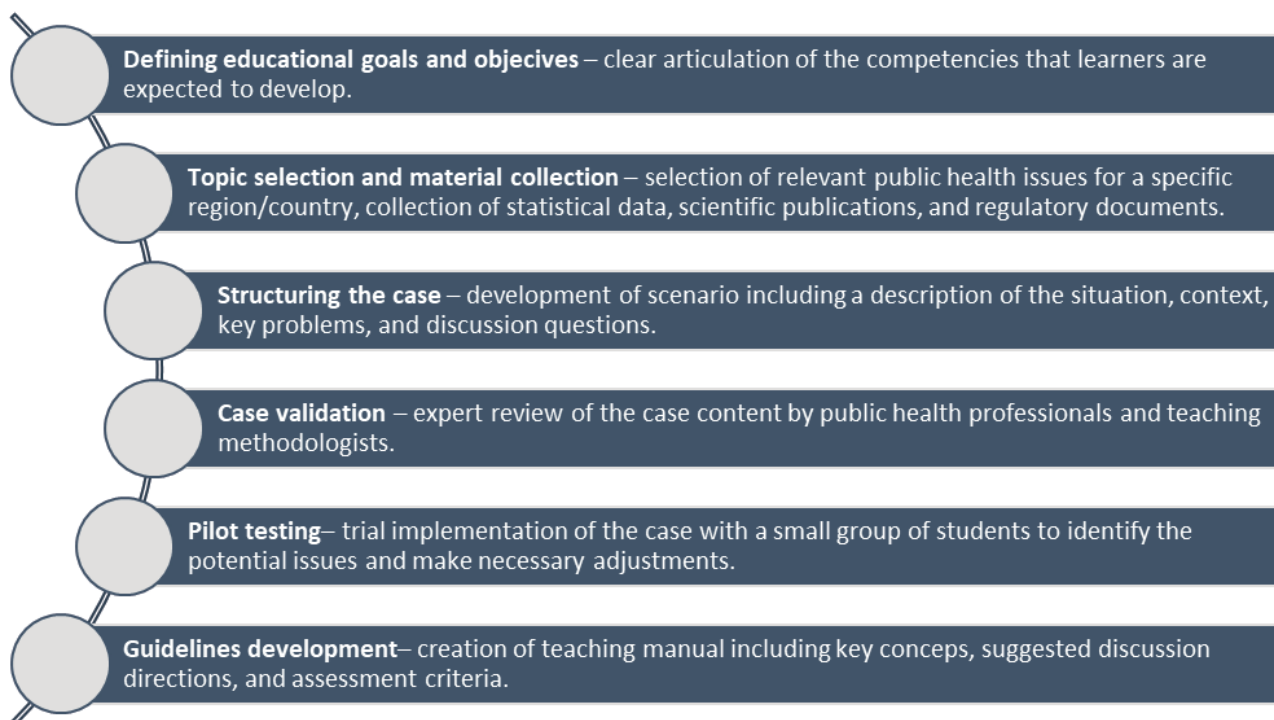 Defining educational goals and objecives – clear articulation of the competencies that learners are
expected to develop.
Topic selection and material collection – selection of relevant public health issues for a specific
region/country, collection of statistical data, scientific publications, and regulatory documents.
Structuring the case – development of scenario including a description of the situation, context,
key problems, and discussion questions.
Case validation – expert review of the case content by public health professionals and teaching
methodologists.
Pilot testing– trial implementation of the case with a small group of students to identify the
potential issues and make necessary adjustments.
Guidelines development– creation of teaching manual including key conceps, suggested discussion
directions, and assessment criteria.